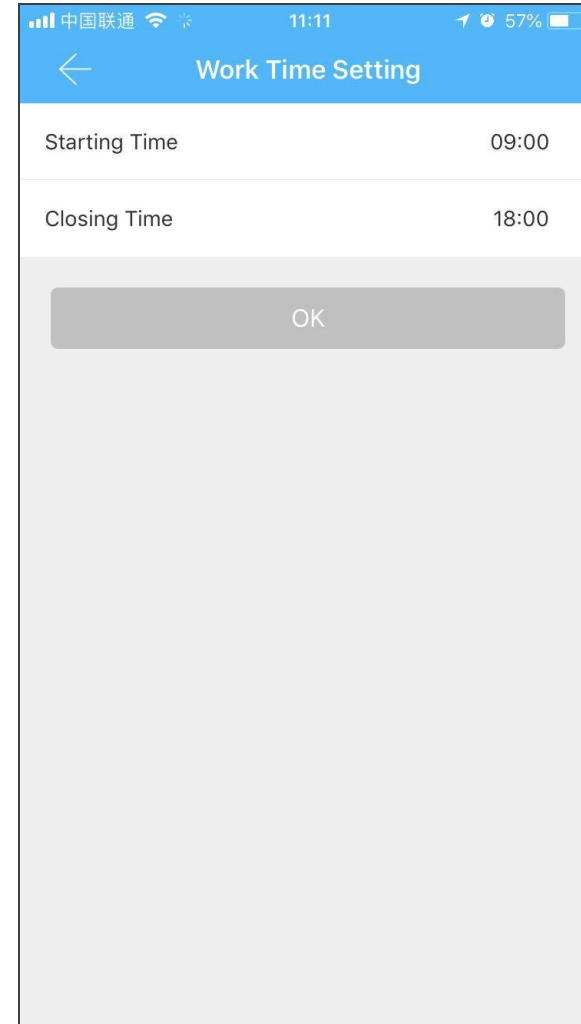 中国联通 11:11 57%
Work Time Setting
Starting Time 09:00
Closing Time 18:00
OK